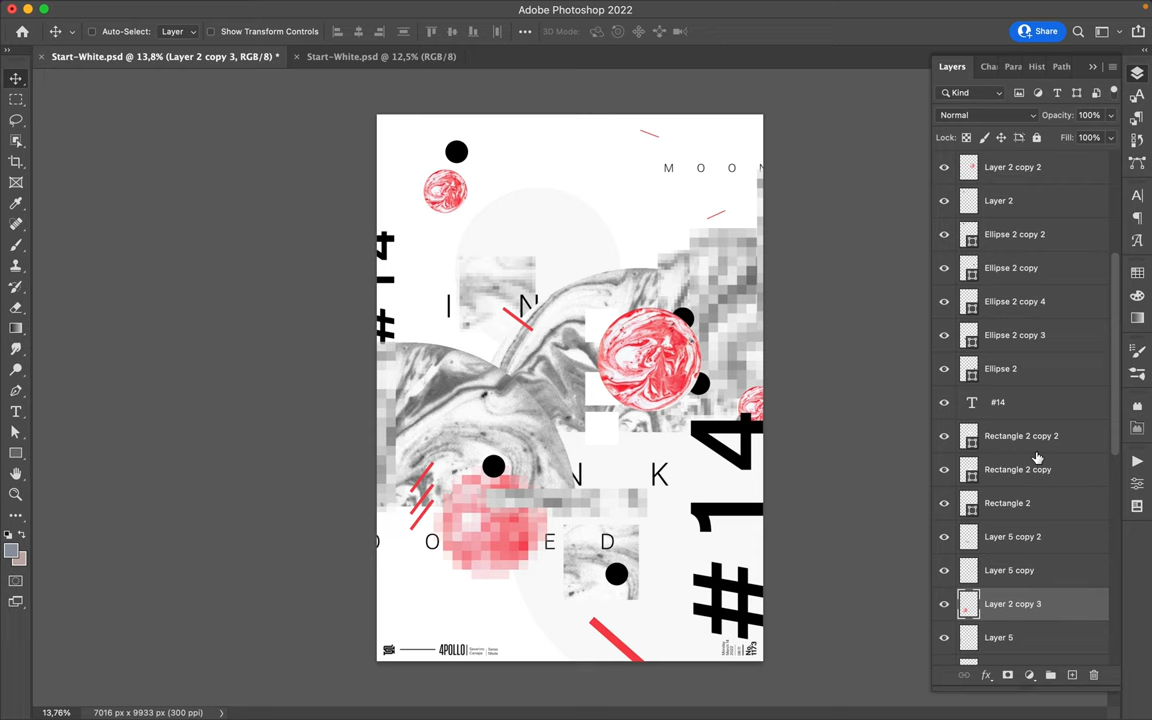 Adobe Photoshop 2022
Auto-Select: Layer Show Transform Controls 3D Mode: Share
Start-White.psd @ 13,8% (Layer 2 copy 3, RGB/8) * Start-White.psd @ 12,5% (RGB/8)
Layers Cha Para Hist Path
Kind
Normal Opacity: 100%
Lock: Fill: 100%
Layer 2 copy 2
Layer 2
Ellipse 2 copy 2
Ellipse 2 copy
Ellipse 2 copy 4
Ellipse 2 copy 3
Ellipse 2
#14
Rectangle 2 copy 2
Rectangle 2 copy
Rectangle 2
Layer 5 copy 2
Layer 5 copy
Layer 2 copy 3
Layer 5
MOON
#14
IN
N K
O E D
#14
4POLLO
No. 1173
13,76% 7016 px x 9933 px (300 ppi)